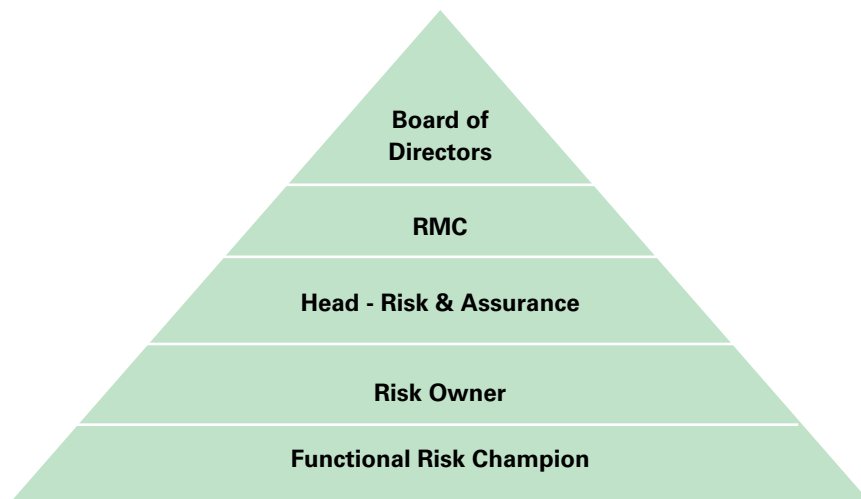 Board of
Directors
RMC
Head - Risk & Assurance
Risk Owner
Functional Risk Champion